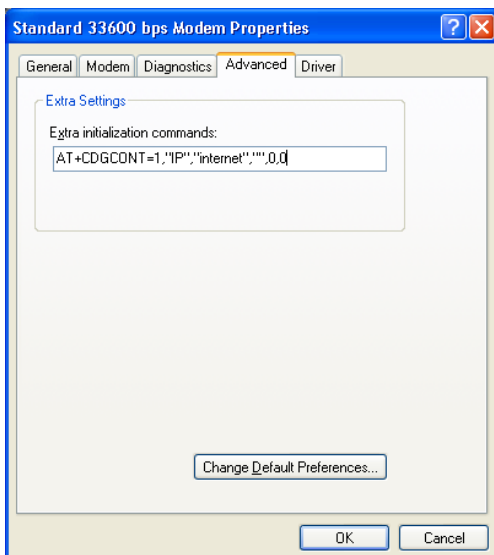 Standard 33600 bps Modem Properties
General Modem Diagnostics Advanced Driver
Extra Settings
Extra initialization commands:
AT+CDGCONT=1,"IP","internet","",0,0
Change Default Preferences...
OK Cancel